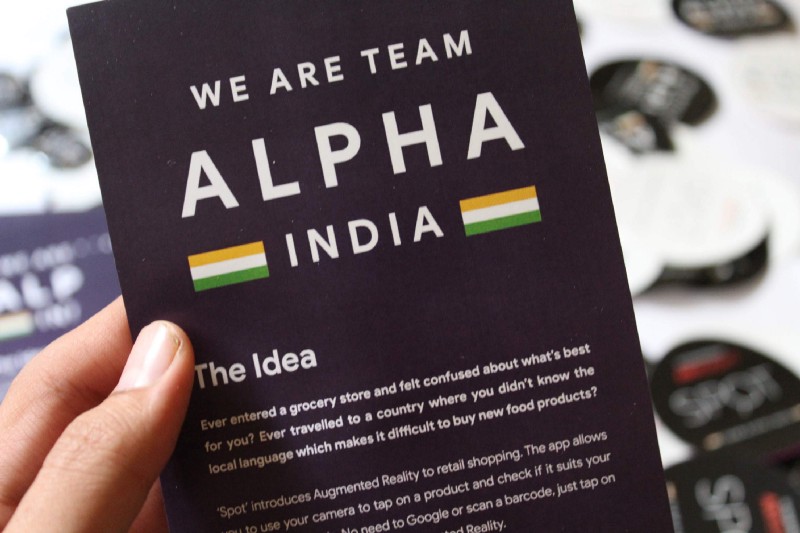 WE ARE TEAM
ALPHA
INDIA
The Idea
Ever entered a grocery store and felt confused about what's best
for you? Ever travelled to a country where you didn't know the
local language which makes it difficult to buy new food products?
'Spot' introduces Augmented Reality to retail shopping. The app allows
you to use your camera to tap on a product and check if it suits your
No need to Google or scan a barcode, just tap on
Reality.
ALP
SPOT